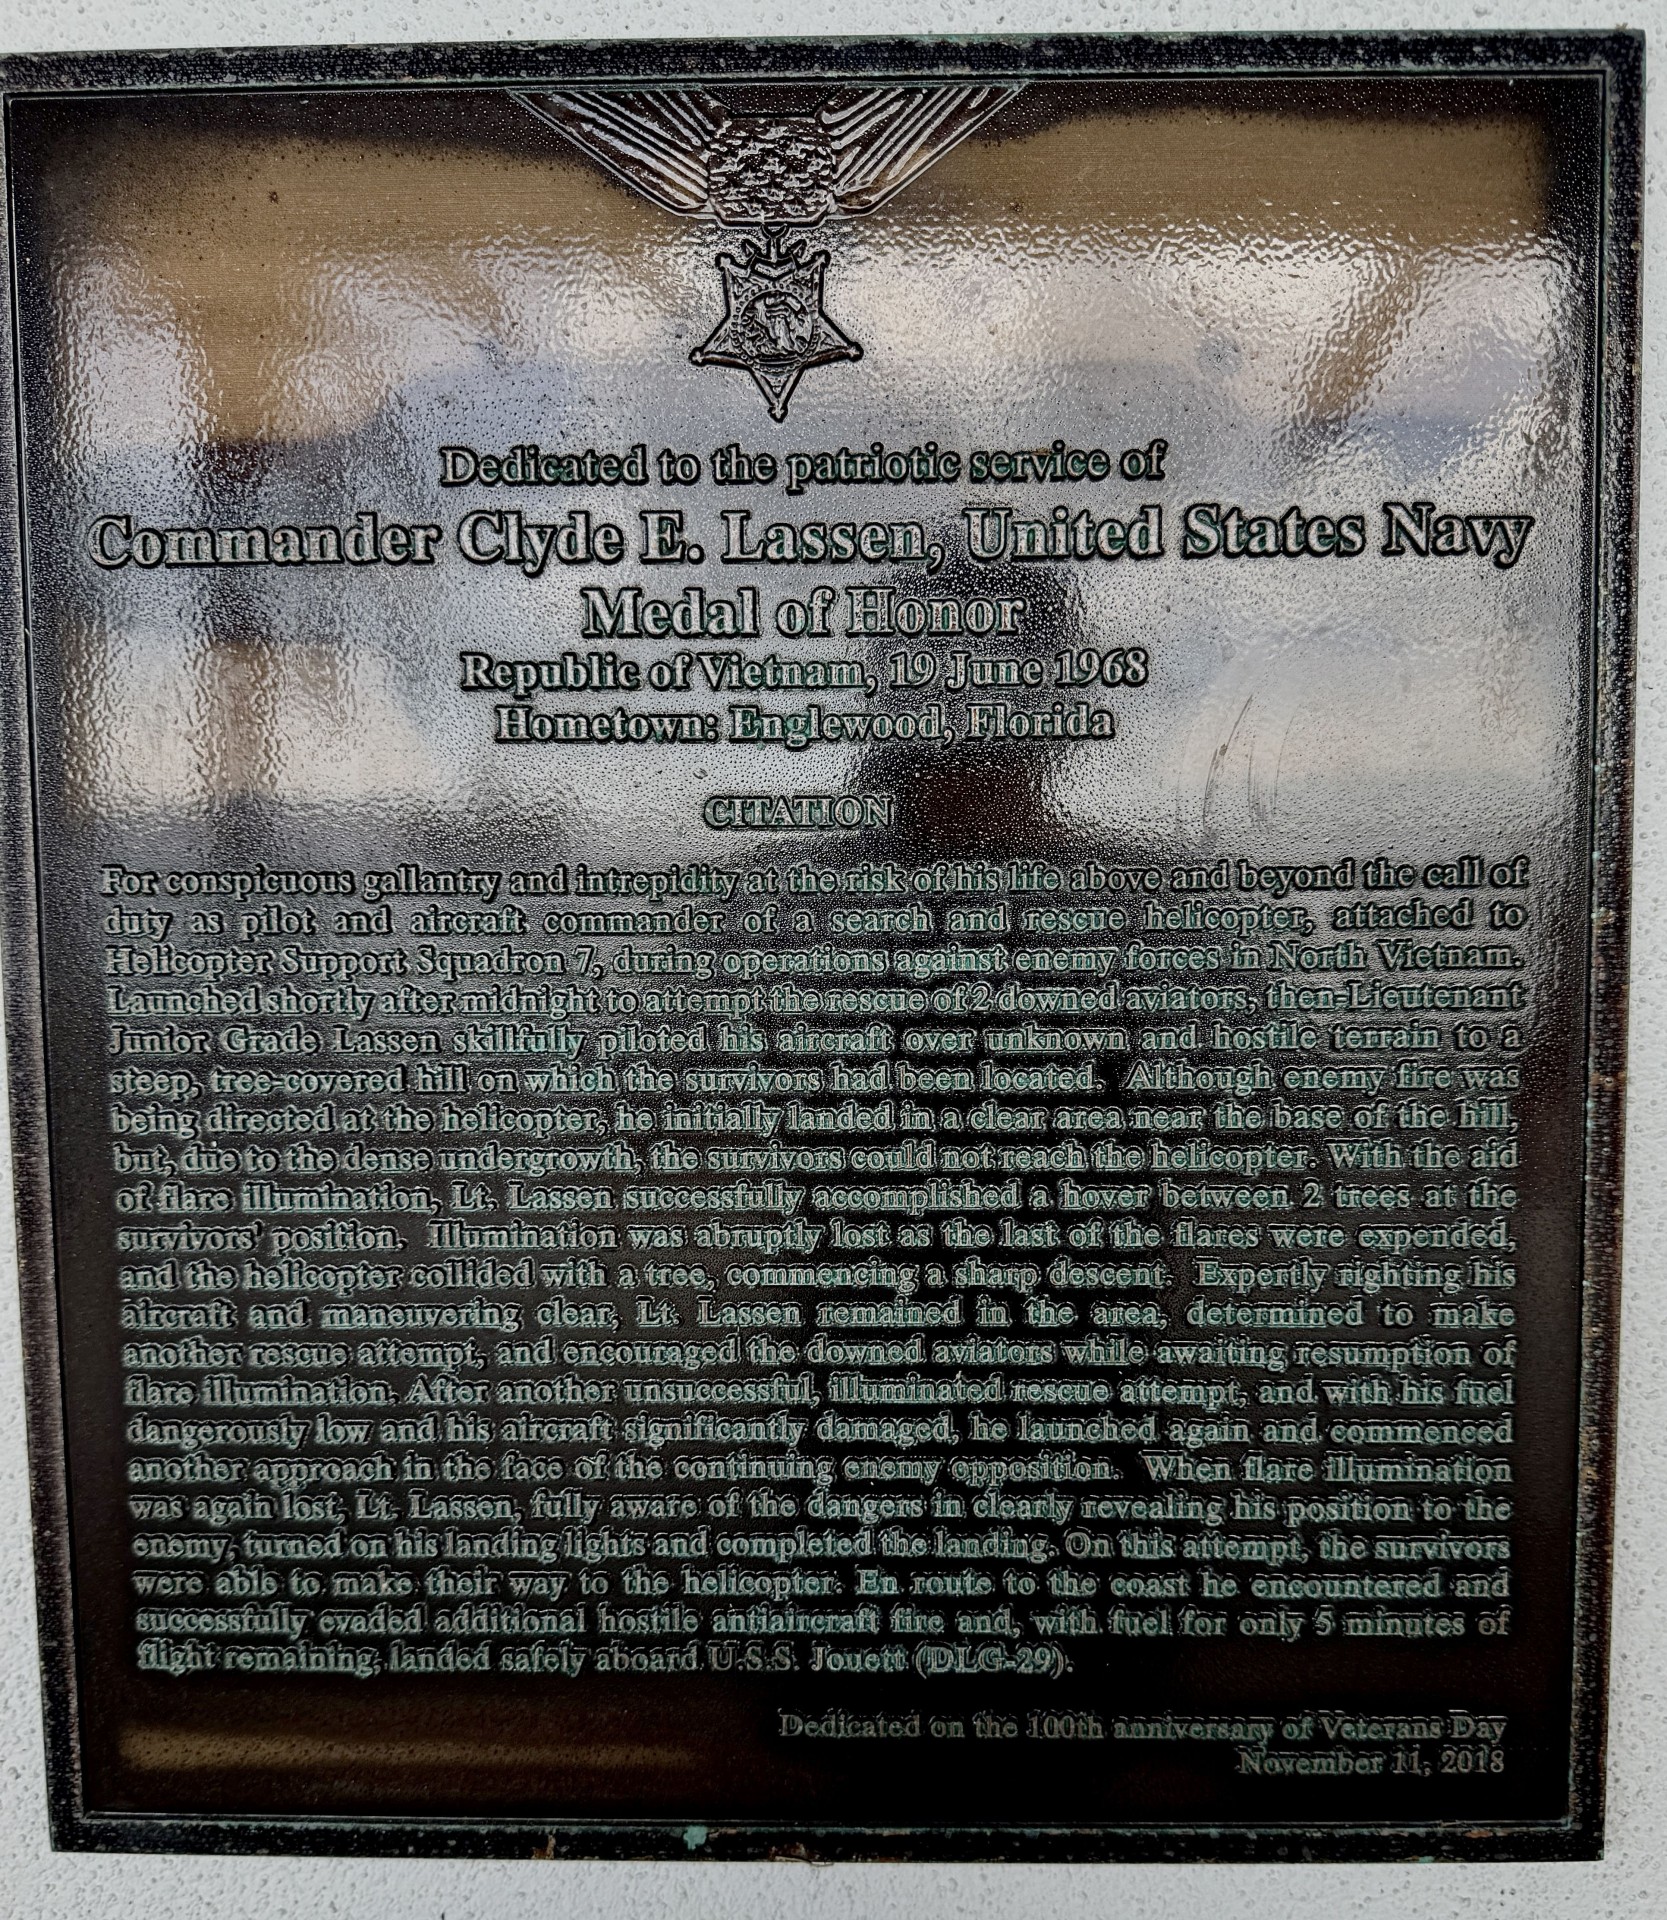 Dedicated to the patriotic service of
Commander Clyde E. Lassen, United States Navy
Medal of Honor
Republic of Vietnam, 19 June 1968
Hometown: Englewood, Florida
CITATION
For conspicuous gallantry and intrepidity at the risk of his life above and beyond the call of
duty as pilot and aircraft commander of a search and rescue helicopter, attached to
Helicopter Support Squadron 7, during operations against enemy forces in North Vietnam.
Launched shortly after midnight to attempt the rescue of 2 downed aviators, then-Lieutenant
Junior Grade Lassen skillfully piloted his aircraft over unknown and hostile terrain to a
steep, tree-covered hill on which the survivors had been located. Although enemy fire was
being directed at the helicopter, he initially landed in a clear area near the base of the hill,
but, due to the dense undergrowth, the survivors could not reach the helicopter. With the aid
of flare illumination, Lt. Lassen successfully accomplished a hover between 2 trees at the
survivors' position. Illumination was abruptly lost as the last of the flares were expended,
and the helicopter collided with a tree, commencing a sharp descent. Expertly righting his
aircraft and maneuvering clear, Lt. Lassen remained in the area, determined to make
another rescue attempt, and encouraged the downed aviators while awaiting resumption of
flare illumination. After another unsuccessful, illuminated rescue attempt, and with his fuel
dangerously low and his aircraft significantly damaged, he launched again and commenced
another approach in the face of the continuing enemy opposition. When flare illumination
was again lost, Lt. Lassen, fully aware of the dangers in clearly revealing his position to the
enemy, turned on his landing lights and completed the landing. On this attempt, the survivors
were able to make their way to the helicopter. En route to the coast he encountered and
successfully evaded additional hostile antiaircraft fire and, with fuel for only 5 minutes of
flight remaining, landed safely aboard U.S.S. Jouett (DLG-29).
Dedicated on the 100th anniversary of Veterans Day
November 11, 2018